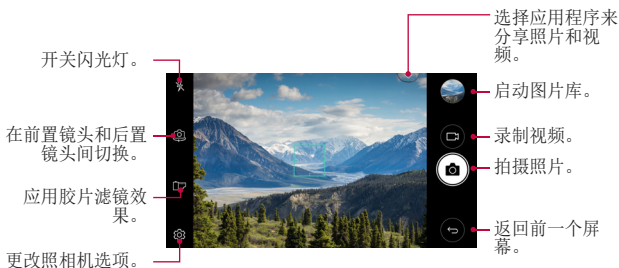 开关闪光灯。
在前置镜头和后置
镜头间切换。
应用胶片滤镜效
果。
更改照相机选项。
选择应用程序来
分享照片和视
频。
启动图片库。
录制视频。
拍摄照片。
返回前一个屏
幕。